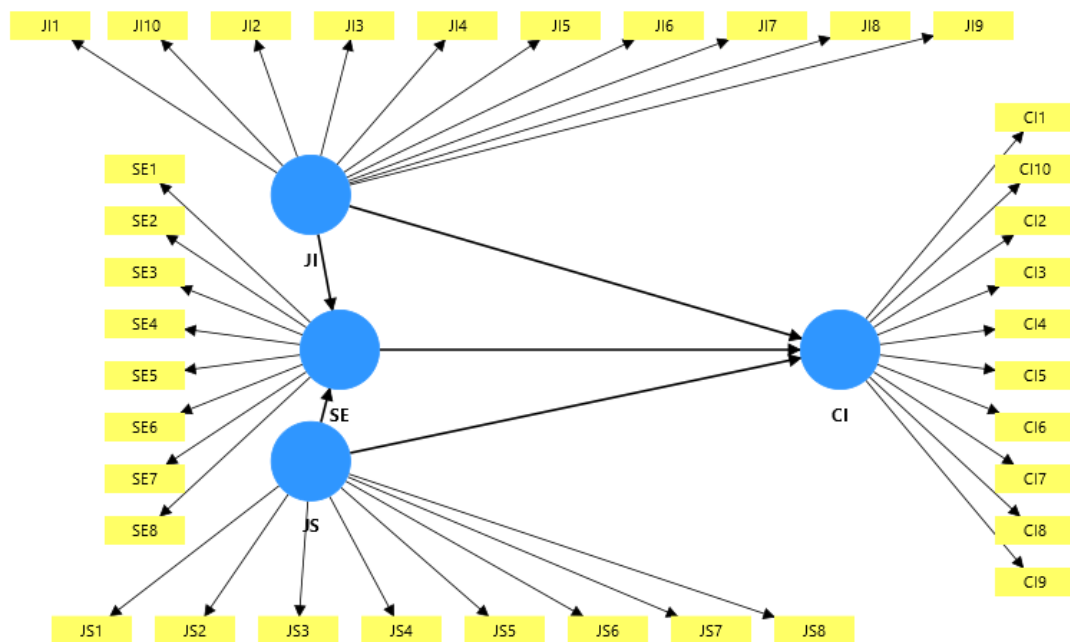 JI1 JI10 JI2 JI3 JI4 JI5 JI6 JI7 JI8 JI9
CI1
SE1 CI10
SE2 CI2
JI
SE3 CI3
SE4 CI4
SE5 CI5
SE CI
SE6 CI6
SE7 CI7
JS
SE8 CI8
CI9
JS1 JS2 JS3 JS4 JS5 JS6 JS7 JS8